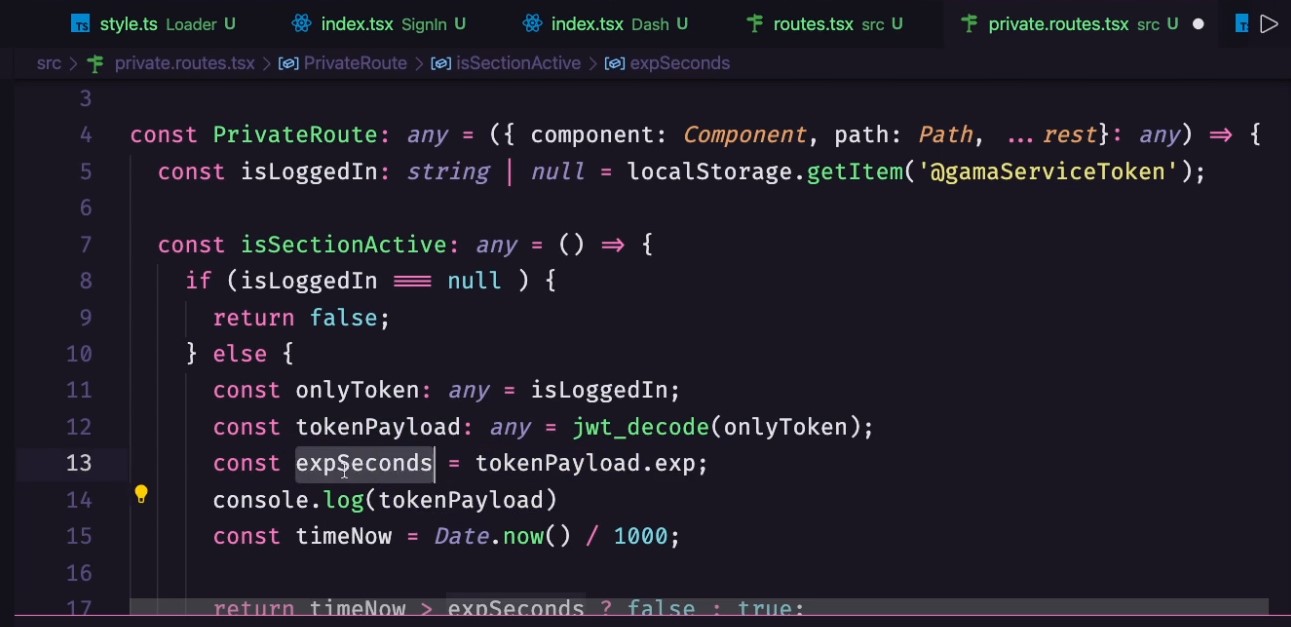 style.ts Loader U index.tsx SignIn U index.tsx Dash U routes.tsx src U private.routes.tsx src U
src > private.routes.tsx > PrivateRoute > isSectionActive > expSeconds
3
4 const PrivateRoute: any = ({ component: Component, path: Path, ...rest}: any) => {
5 const isLoggedIn: string | null = localStorage.getItem('@gamaServiceToken');
6
7 const isSectionActive: any = () => {
8 if (isLoggedIn === null ) {
9 return false;
10 } else {
11 const onlyToken: any = isLoggedIn;
12 const tokenPayload: any = jwt_decode(onlyToken);
13 const expSeconds = tokenPayload.exp;
14 console.log(tokenPayload)
15 const timeNow = Date.now() / 1000;
16
17 return timeNow > expSeconds ? false : true;